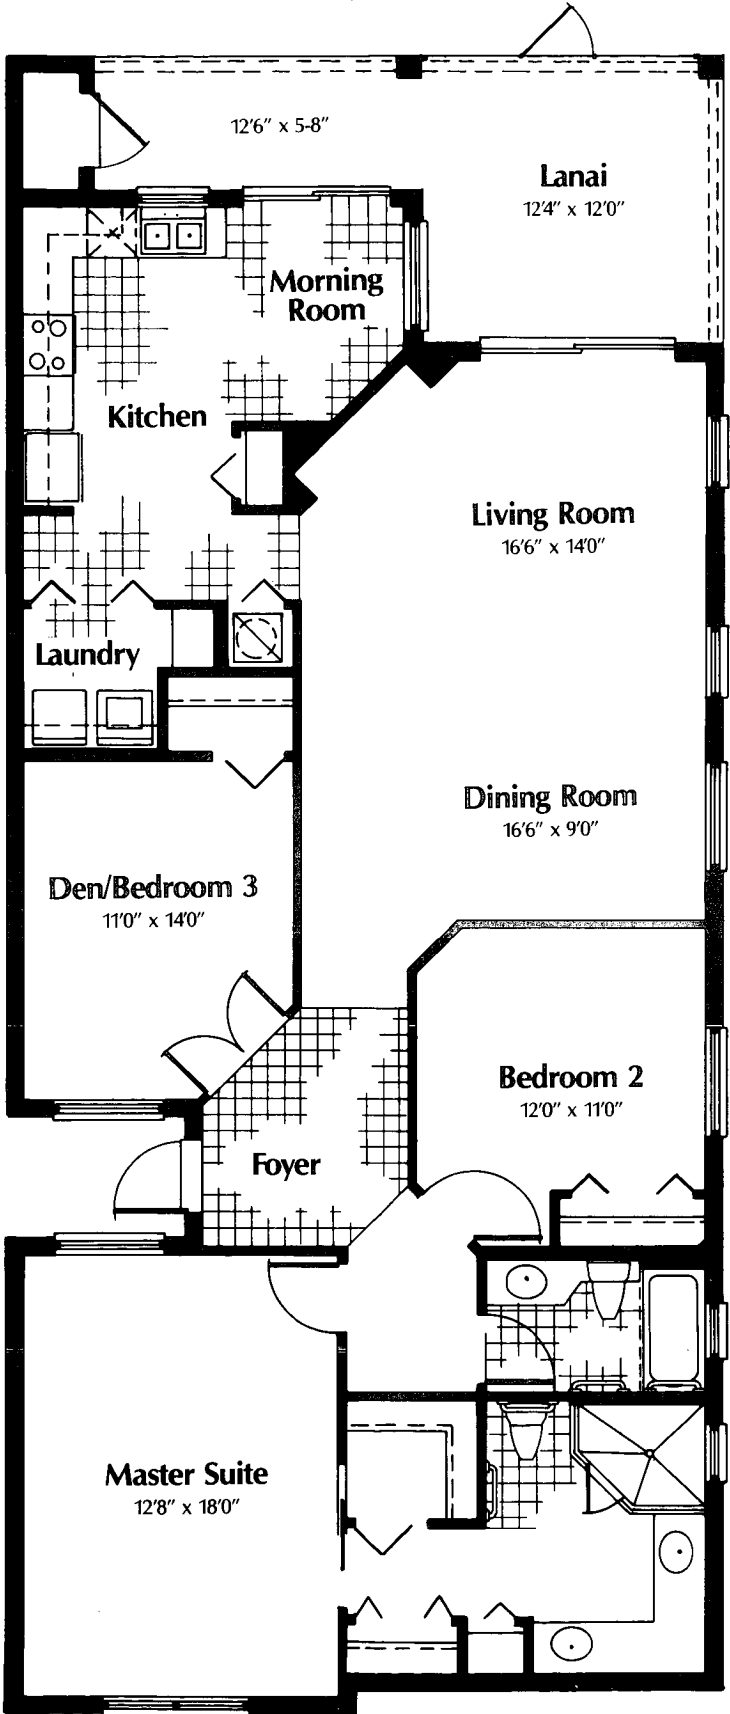 12'6" x 5-8"
Lanai
12'4" x 12'0"
Morning
Room
Kitchen
Living Room
16'6" x 14'0"
Laundry
Dining Room
16'6" x 9'0"
Den/Bedroom 3
11'0" x 14'0"
Bedroom 2
12'0" x 11'0"
Foyer
Master Suite
12'8" x 18'0"